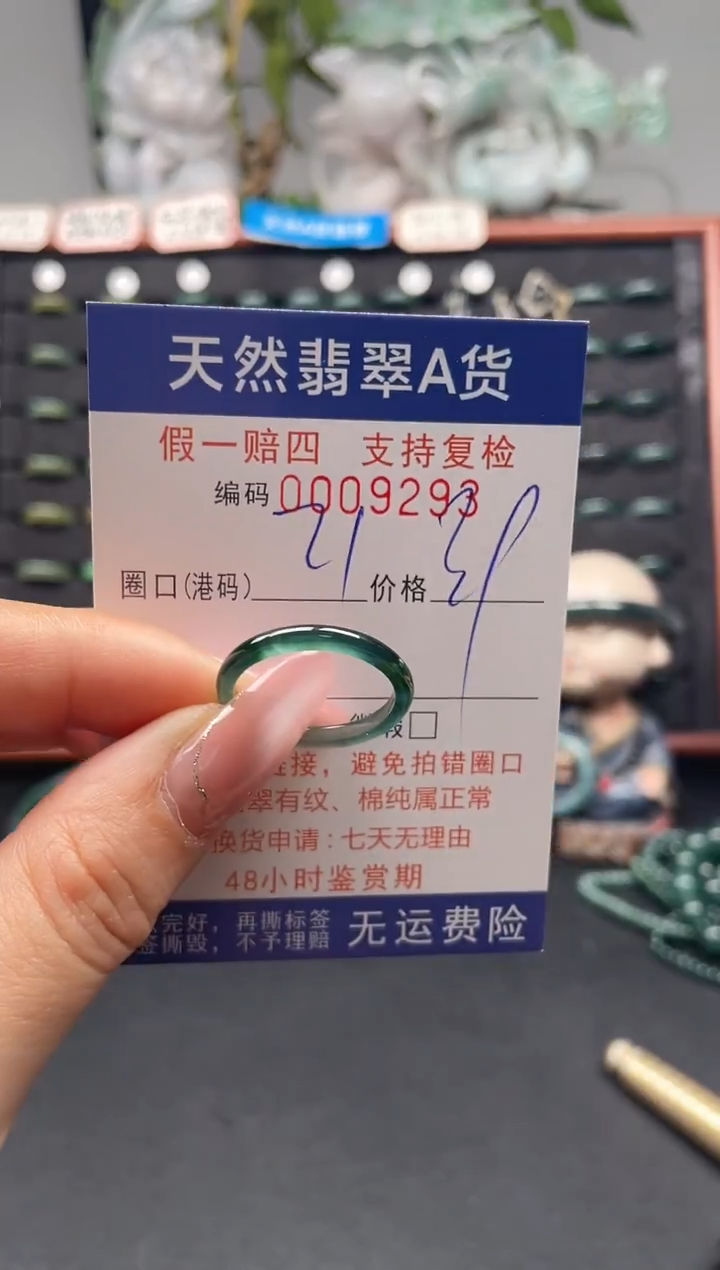 天然翡翠A货
假一赔四 支持复检
编码0009293
圈口(港码) 21 价格
接，避免拍错圈口
翠有纹、棉纯属正常
换货申请：七天无理由
48小时鉴赏期
完好，再撕标签
签撕毁，不予理赔
无运费险